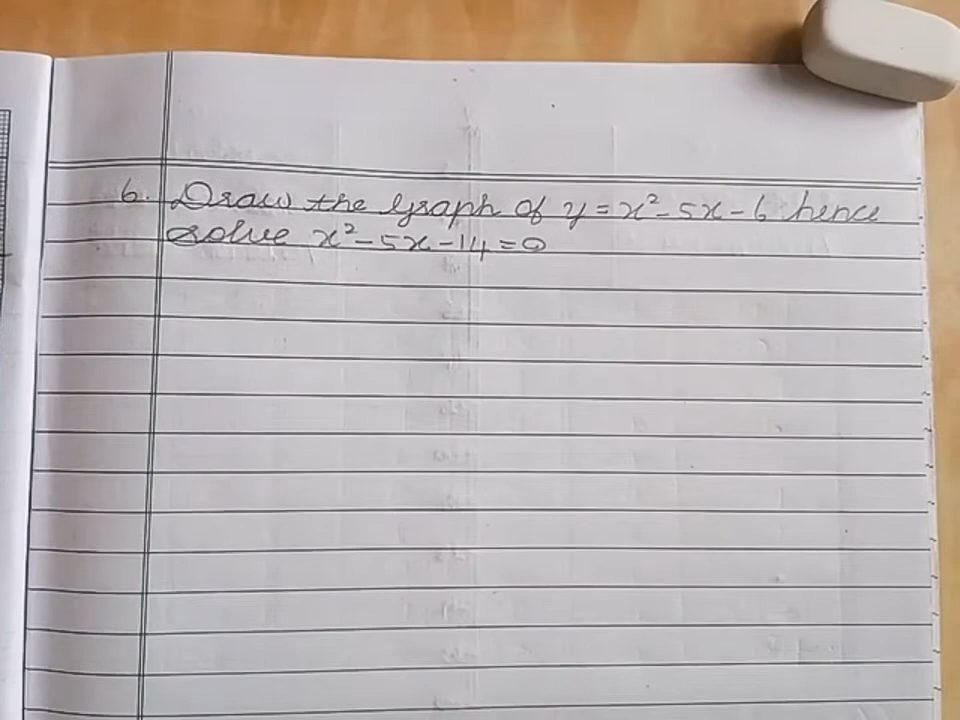 6. Draw the graph of y = x² - 5x - 6 hence
solve x² - 5x - 14 = 0